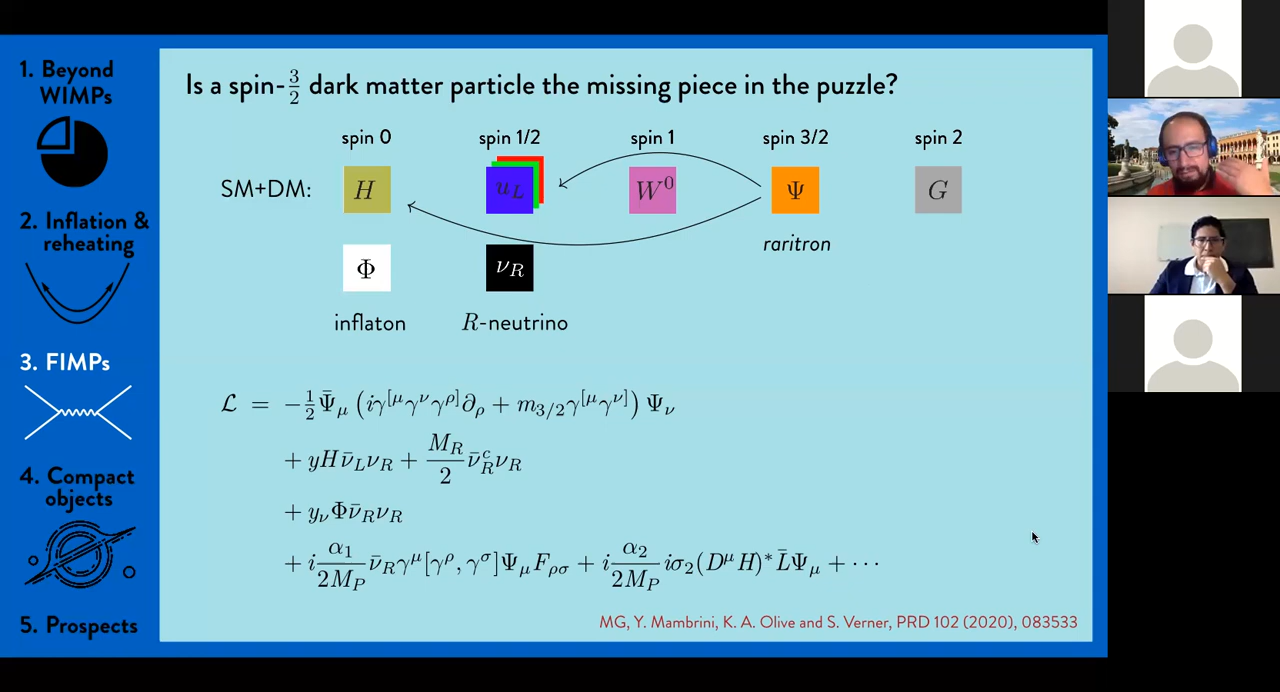 1. Beyond
WIMPs
2. Inflation &
reheating
3. FIMPs
4. Compact
objects
5. Prospects
Is a spin-3/2 dark matter particle the missing piece in the puzzle?
spin 0 spin 1/2 spin 1 spin 3/2 spin 2
SM+DM: H u_L W^0 Ψ G
raritron
Φ ν_R
inflaton R-neutrino
ℒ = −½ Ψ̄_μ (iγ^[μ γ^ν γ^ρ] ∂_ρ + m_{3/2} γ^[μ γ^ν]) Ψ_ν
+ yHν̄_L ν_R + M_R/2 ν̄^c_R ν_R
+ y_ν Φν̄_R ν_R
+ i α_1/2M_P ν̄_R γ^μ [γ^ρ, γ^σ] Ψ_μ F_ρσ + i α_2/2M_P iσ_2 (D^μ H)^* L̄Ψ_μ + ···
MG, Y. Mambrini, K. A. Olive and S. Verner, PRD 102 (2020), 083533